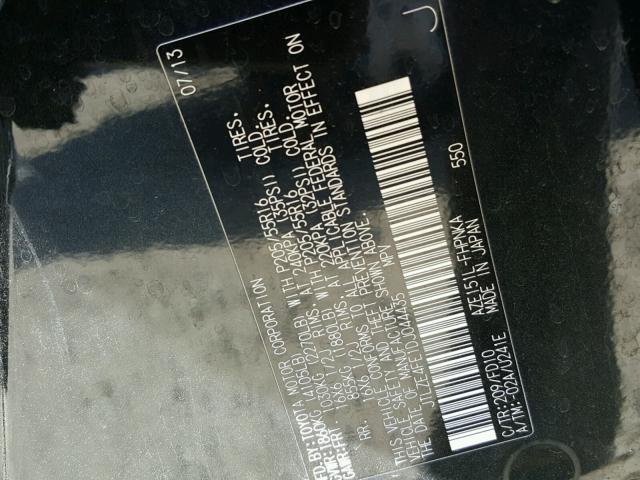 07/13
MFD.BY:TOYOTA MOTOR CORPORATION
GVWR:1860KG 4105LB)
GAWR:FRT 1030KG (2270LB) WITH P205/55R16 TIRES,
16X6 1/2J RIMS, AT 240KPA (35PSI) COLD.
RR. 885KG 1880LB) WITH P205/55R16 TIRES,
16X6 1/2J RIMS, AT 220KPA (32PSI) COLD.
THIS VEHICLE CONFORMS TO ALL APPLICABLE FEDERAL MOTOR
VEHICLE SAFETY AND THEFT PREVENTION STANDARDS IN EFFECT ON
THE DATE OF MANUFACTURE SHOWN ABOVE.
MPV
J
C/TR:209/FD10 AZE151L-FHPNKA 550
A/TM:-02A/U241E MADE IN JAPAN